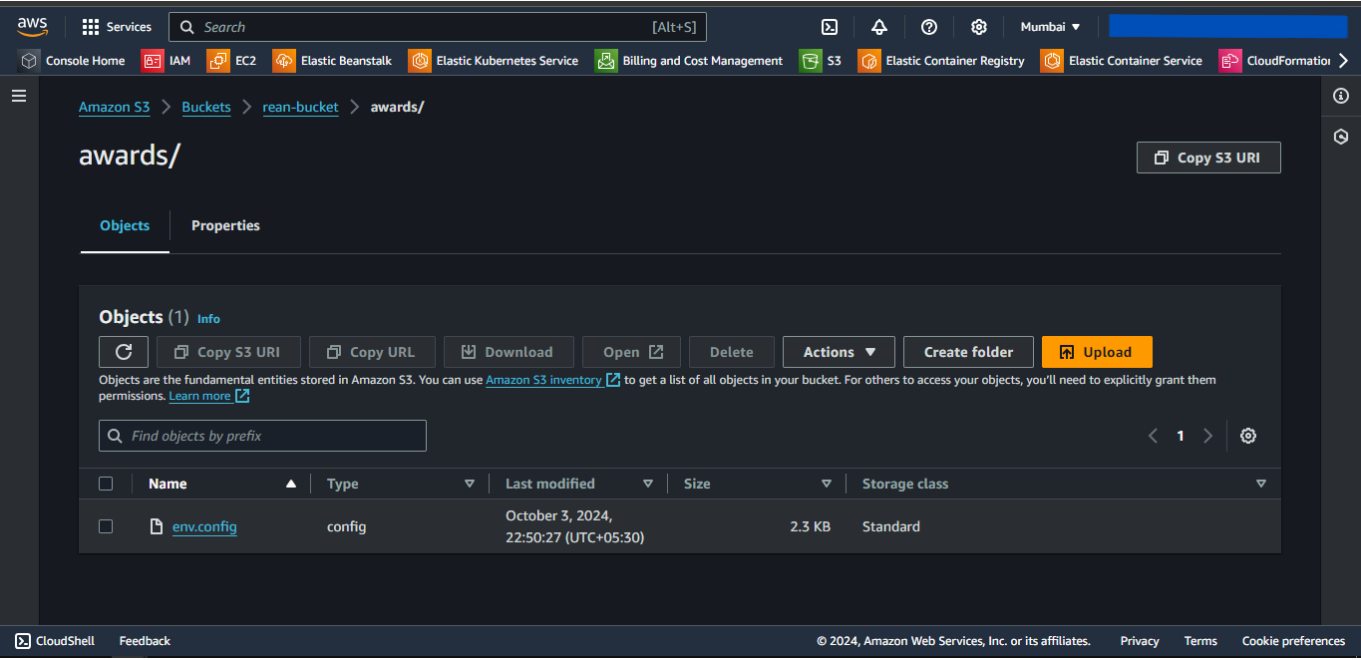 aws Services Search [Alt+S] Mumbai ▼
Console Home IAM EC2 Elastic Beanstalk Elastic Kubernetes Service Billing and Cost Management S3 Elastic Container Registry Elastic Container Service CloudFormation
Amazon S3 > Buckets > rean-bucket > awards/
awards/
Copy S3 URI
Objects Properties
Objects (1) Info
Copy S3 URI Copy URL Download Open Delete Actions ▼ Create folder Upload
Objects are the fundamental entities stored in Amazon S3. You can use Amazon S3 inventory to get a list of all objects in your bucket. For others to access your objects, you'll need to explicitly grant them
permissions. Learn more
Find objects by prefix
< 1 >
Name Type Last modified Size Storage class
env.config config October 3, 2024, 22:50:27 (UTC+05:30) 2.3 KB Standard
CloudShell Feedback © 2024, Amazon Web Services, Inc. or its affiliates. Privacy Terms Cookie preferences